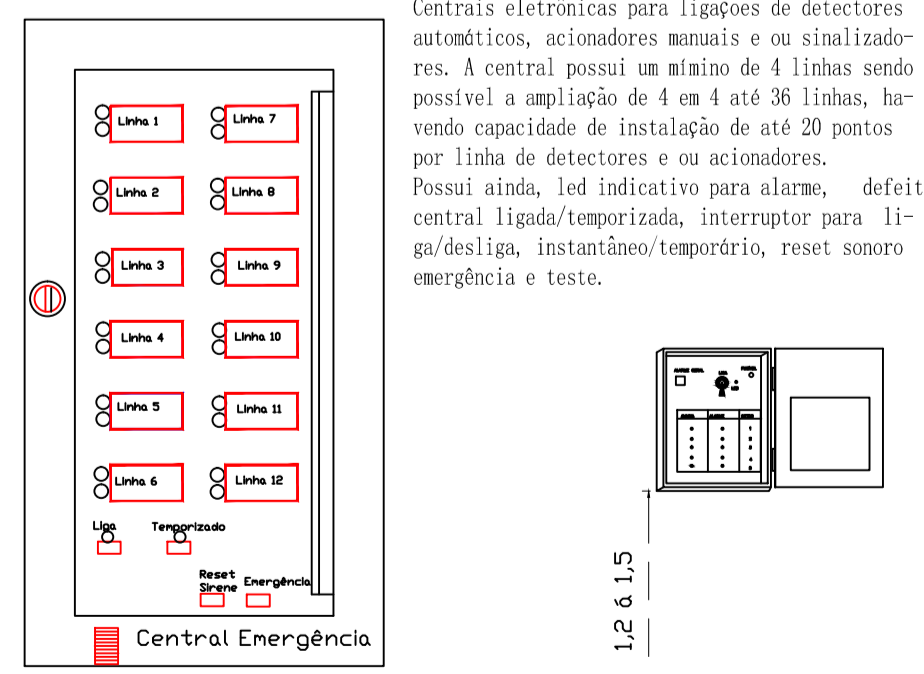 Centrais eletrônicas para ligações de detectores
automáticos, acionadores manuais e ou sinalizado-
res. A central possui um mímino de 4 linhas sendo
possível a ampliação de 4 em 4 até 36 linhas, ha-
vendo capacidade de instalação de até 20 pontos
por linha de detectores e ou acionadores.
Possui ainda, led indicativo para alarme, defeit
central ligada/temporizada, interruptor para li-
ga/desliga, instantâneo/temporário, reset sonoro
emergência e teste.
Linha 1
Linha 7
Linha 2
Linha 8
Linha 3
Linha 9
Linha 4
Linha 10
Linha 5
Linha 11
Linha 6
Linha 12
Liga
Temporizado
Reset
Sirene
Emergência
Central Emergência
1,2 á 1,5